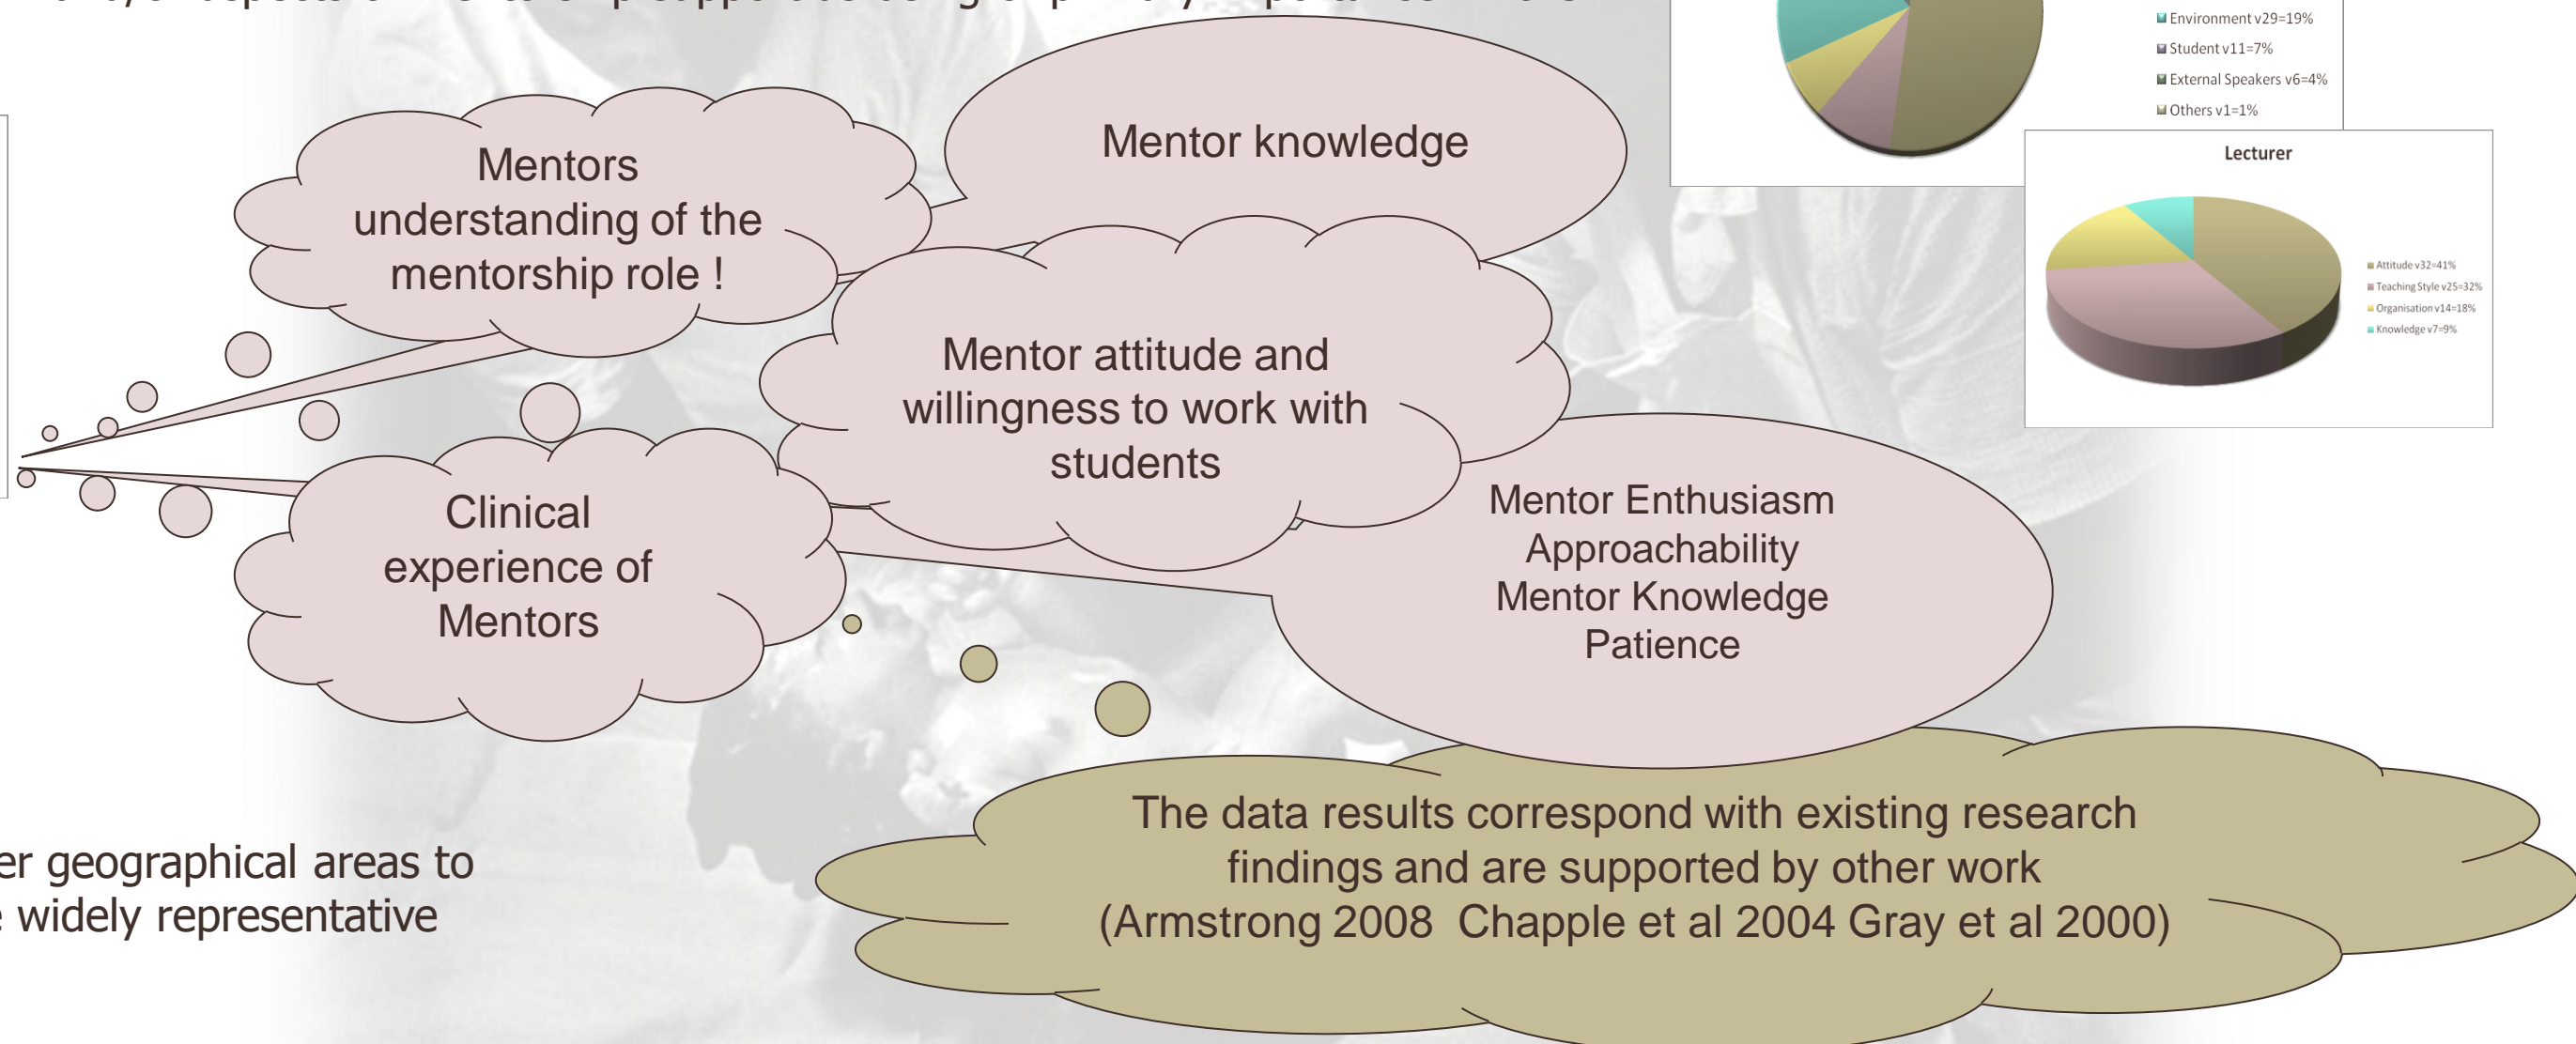 Environment v29=19%
Student v11=7%
External Speakers v6=4%
Others v1=1%
Lecturer
Attitude v32=41%
Teaching Style v25=32%
Organisation v14=18%
Knowledge v7=9%
Mentor knowledge
Mentors
understanding of the
mentorship role !
Mentor attitude and
willingness to work with
students
Clinical
experience of
Mentors
Mentor Enthusiasm
Approachability
Mentor Knowledge
Patience
The data results correspond with existing research
findings and are supported by other work
(Armstrong 2008  Chapple et al 2004 Gray et al 2000)
geographical areas to
widely representative